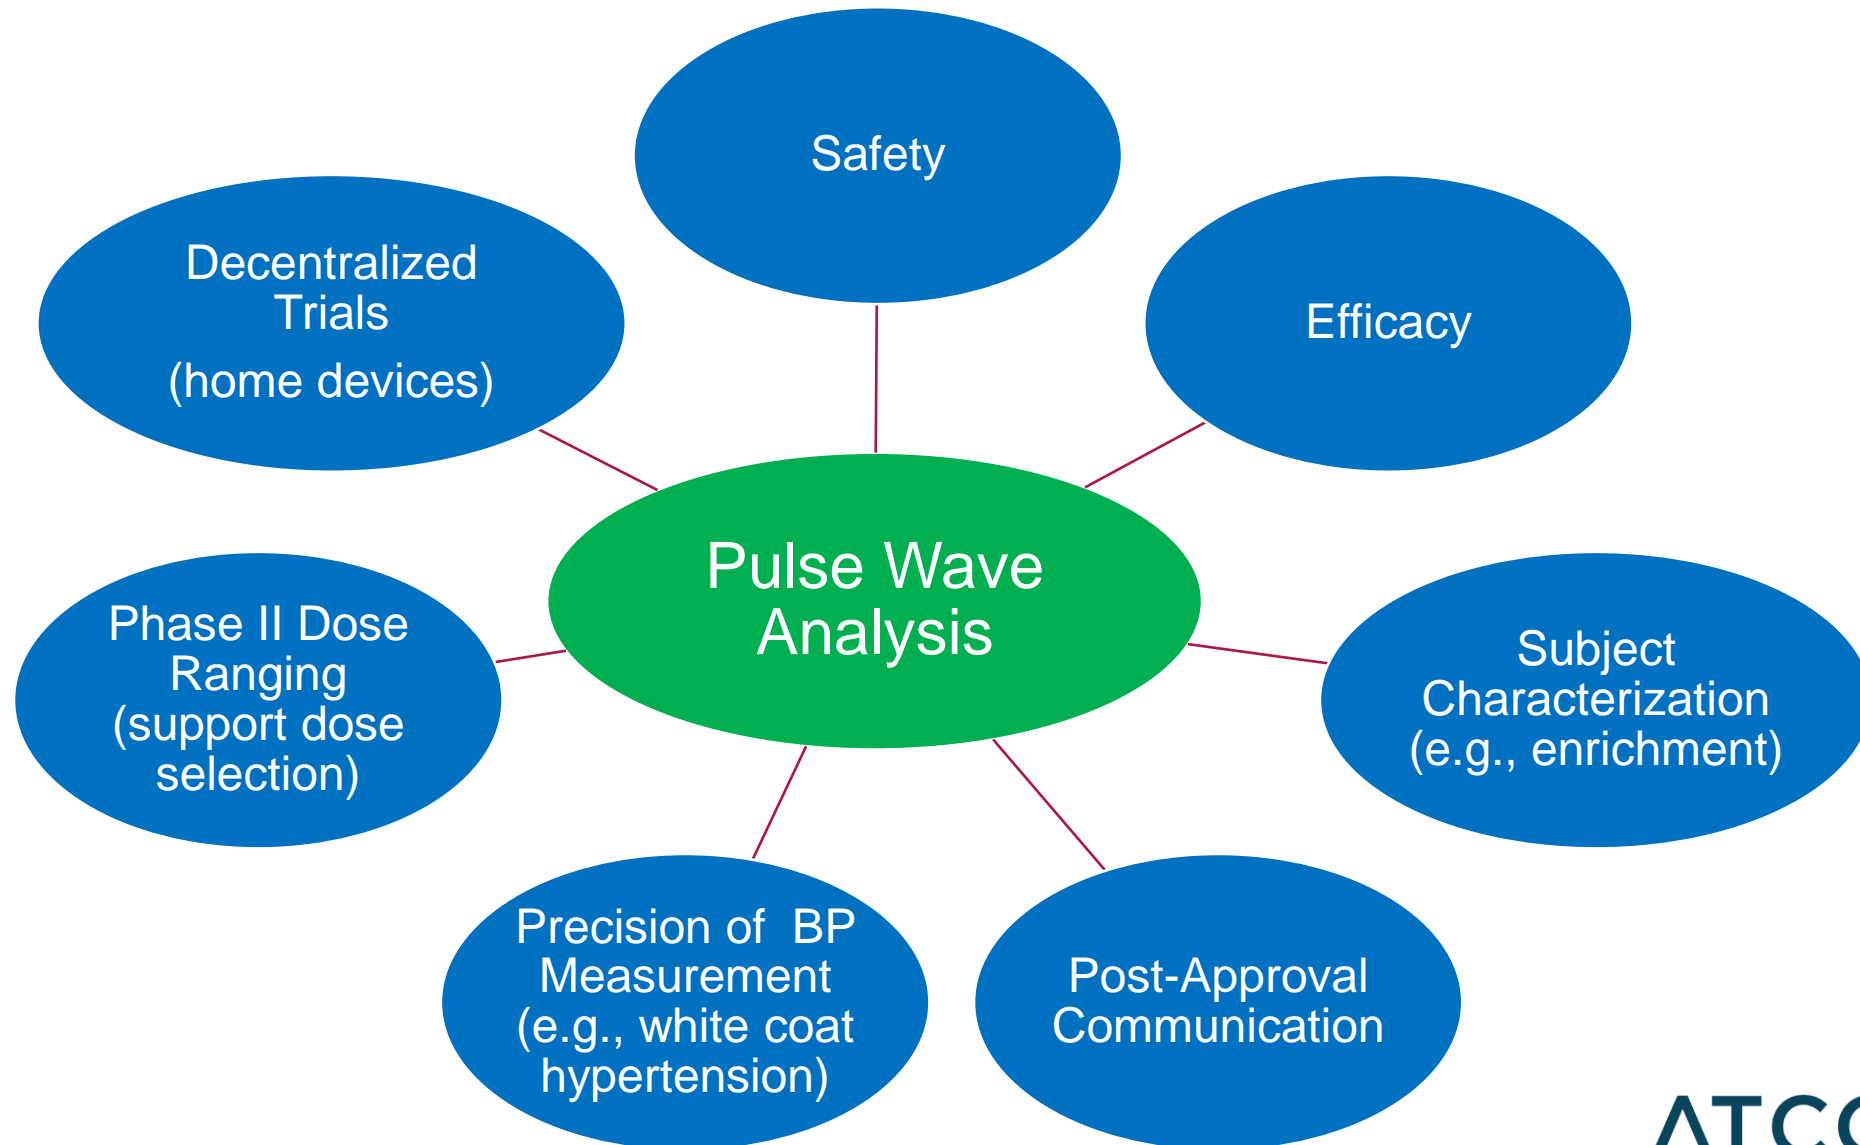 Safety
Decentralized
Trials
(home devices)
Efficacy
Pulse Wave
Analysis
Phase II Dose
Ranging
(support dose
selection)
Subject
Characterization
(e.g., enrichment)
Precision of  BP
Measurement
(e.g., white coat
hypertension)
Post-Approval
Communication